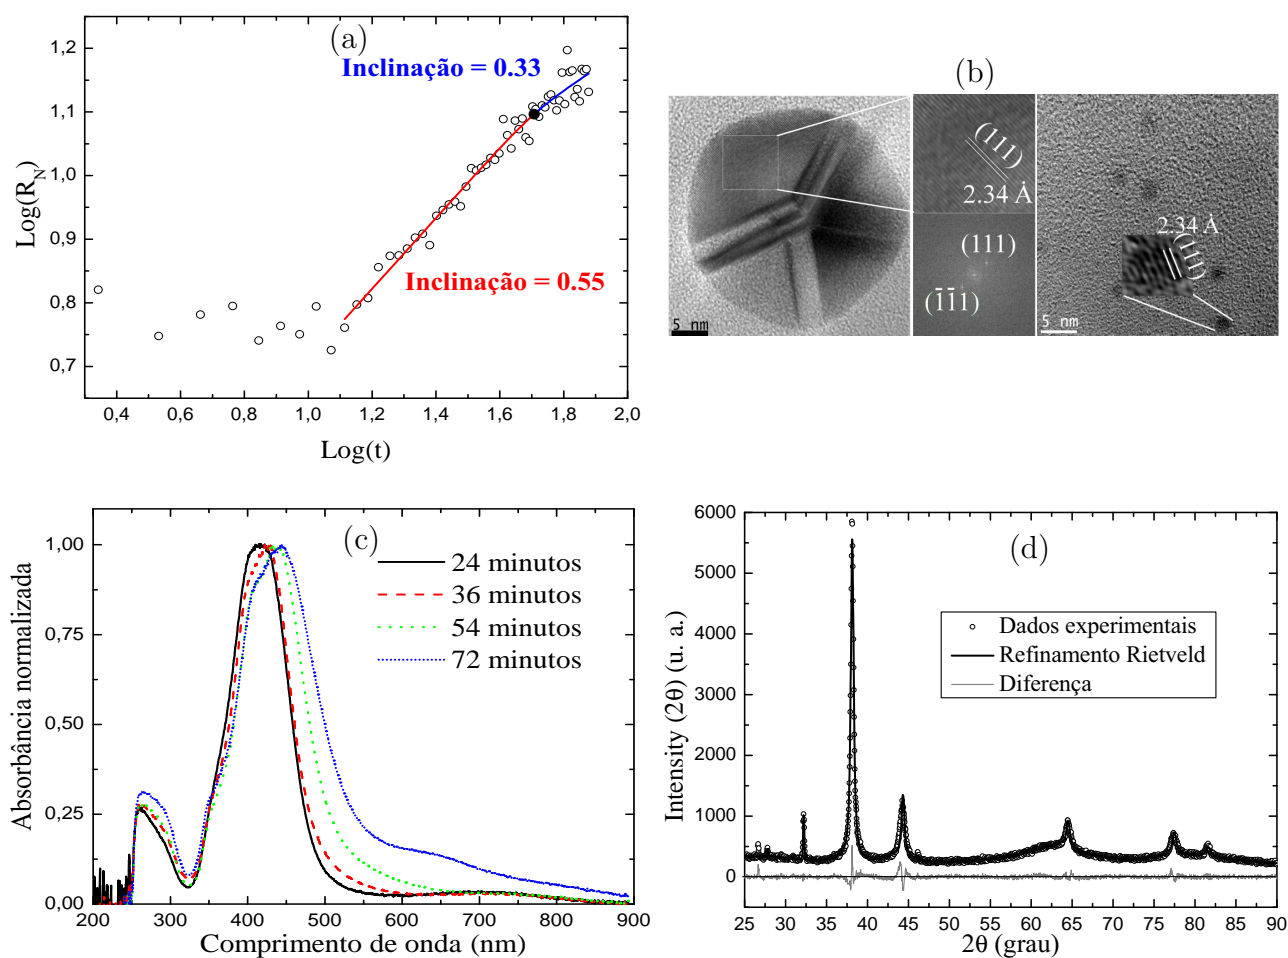 (a)
Inclinação = 0.33
Inclinação = 0.55
Log(R_N)
1,2
1,1
1,0
0,9
0,8
0,7
0,4 0,6 0,8 1,0 1,2 1,4 1,6 1,8 2,0
Log(t)
(b)
(111)
2.34 Å
(111)
(1̄1̄1)
5 nm
2.34 Å
(111)
5 nm
(c)
Absorbância normalizada
1,00
0,75
0,50
0,25
0,00
24 minutos
36 minutos
54 minutos
72 minutos
200 300 400 500 600 700 800 900
Comprimento de onda (nm)
(d)
Intensity (2θ) (u. a.)
6000
5000
4000
3000
2000
1000
0
Dados experimentais
Refinamento Rietveld
Diferença
25 30 35 40 45 50 55 60 65 70 75 80 85 90
2θ (grau)